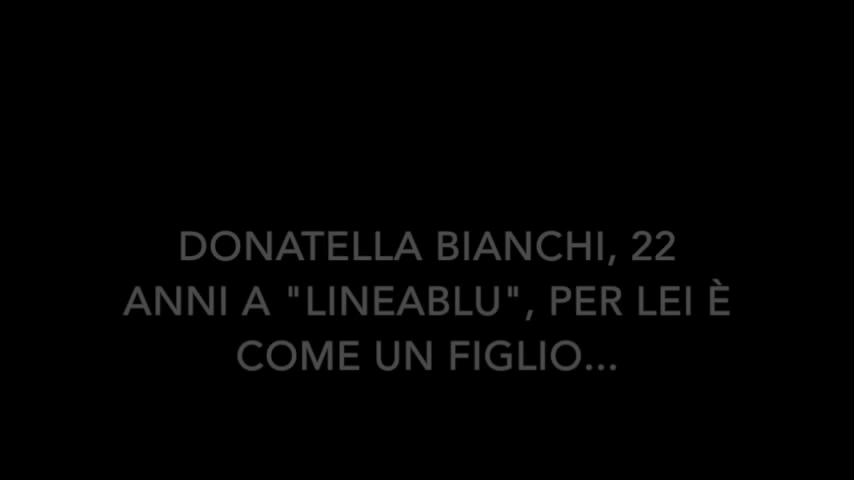 DONATELLA BIANCHI, 22
ANNI A "LINEABLU", PER LEI È
COME UN FIGLIO...